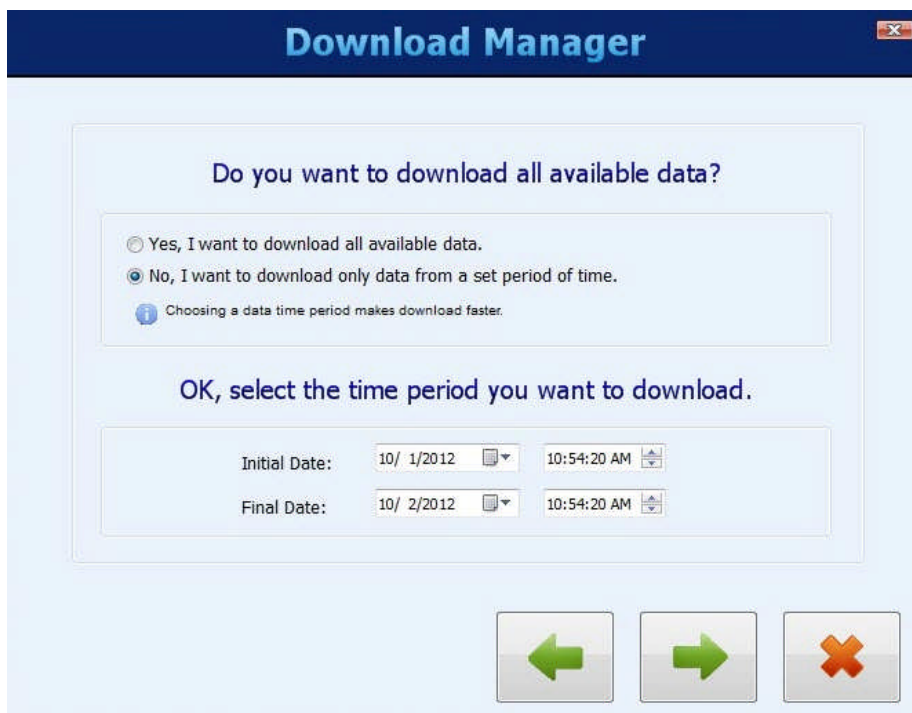 Download Manager
Do you want to download all available data?
Yes, I want to download all available data.
No, I want to download only data from a set period of time.
Choosing a data time period makes download faster.
OK, select the time period you want to download.
Initial Date: 10/ 1/2012 10:54:20 AM
Final Date: 10/ 2/2012 10:54:20 AM